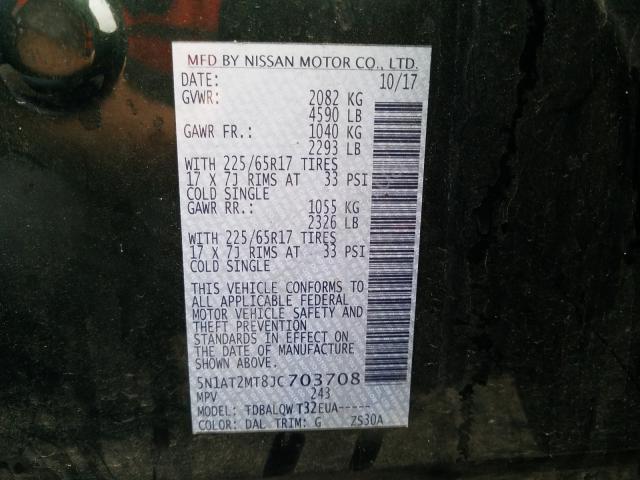 MFD BY NISSAN MOTOR CO., LTD.
DATE: 10/17
GVWR: 2082 KG
4590 LB
GAWR FR.: 1040 KG
2293 LB
WITH 225/65R17 TIRES
17 X 7J RIMS AT 33 PSI
COLD SINGLE
GAWR RR.: 1055 KG
2326 LB
WITH 225/65R17 TIRES
17 X 7J RIMS AT 33 PSI
COLD SINGLE
THIS VEHICLE CONFORMS TO
ALL APPLICABLE FEDERAL
MOTOR VEHICLE SAFETY AND
THEFT PREVENTION
STANDARDS IN EFFECT ON
THE DATE OF MANUFACTURE
SHOWN ABOVE.
5N1AT2MT8JC703708
MPV 243
MODEL: TDBALQW T32EUA-----
COLOR: DAL TRIM: G ZS30A